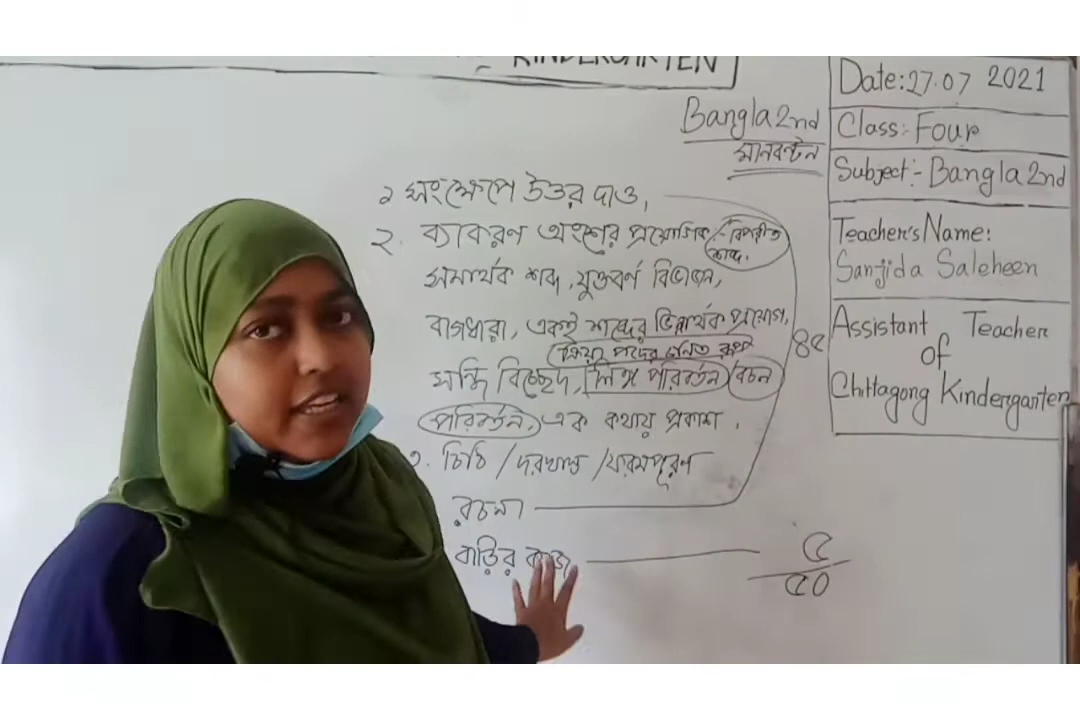 KINDERGARTEN
Date:27.07 2021
Class:- Four
Subject:- Bangla 2nd
Teacher's Name:
Sanjida Saleheen
Assistant Teacher
of
Chittagong Kindergarten
Bangla 2nd
মানবন্টন
১ সংক্ষেপে উত্তর দাও,
২. ব্যাকরণ অংশের প্রয়োগিক :- বিপরীত
শব্দ,
সমার্থক শব্দ, যুক্তবর্ণ বিভাজন,
বাগধারা, একই শব্দের ভিন্নার্থক প্রয়োগ,
ক্রিয়া পদের চলিত রূপ
সন্ধি বিচ্ছেদ, লিঙ্গ পরিবর্তন, বচন
পরিবর্তন, এক কথায় প্রকাশ .
৩. চিঠি / দরখাস্ত / ফরমপূরণ
রচনা
৪৫
বাড়ির কাজ ৫
৫০